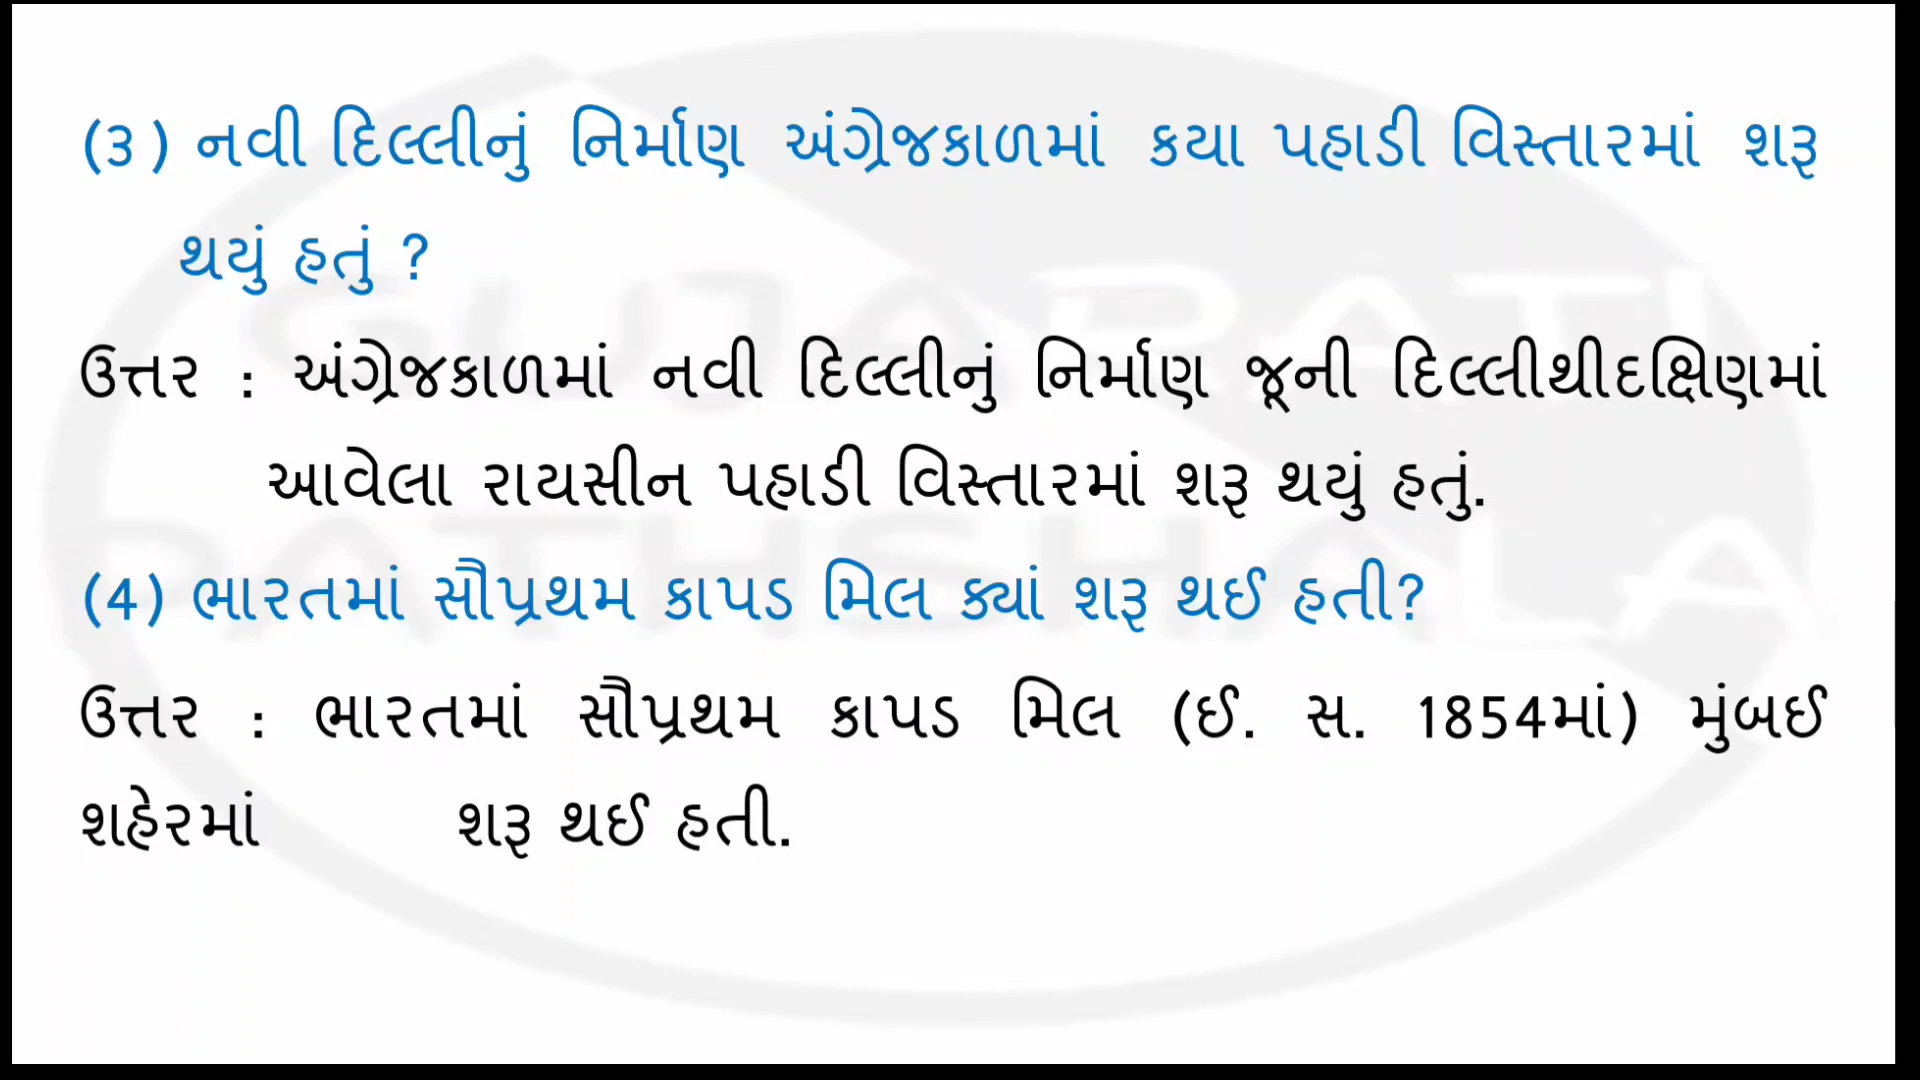 (૩) નવી દિલ્લીનું નિર્માણ અંગ્રેજકાળમાં કયા પહાડી વિસ્તારમાં શરૂ
થયું હતું ?
ઉત્તર : અંગ્રેજકાળમાં નવી દિલ્લીનું નિર્માણ જૂની દિલ્લીથીદક્ષિણમાં
આવેલા રાયસીન પહાડી વિસ્તારમાં શરૂ થયું હતું.
(4) ભારતમાં સૌપ્રથમ કાપડ મિલ ક્યાં શરૂ થઈ હતી?
ઉત્તર : ભારતમાં સૌપ્રથમ કાપડ મિલ (ઈ. સ. 1854માં) મુંબઈ
શહેરમાં શરૂ થઈ હતી.
GUJARATI
PATHSHALA